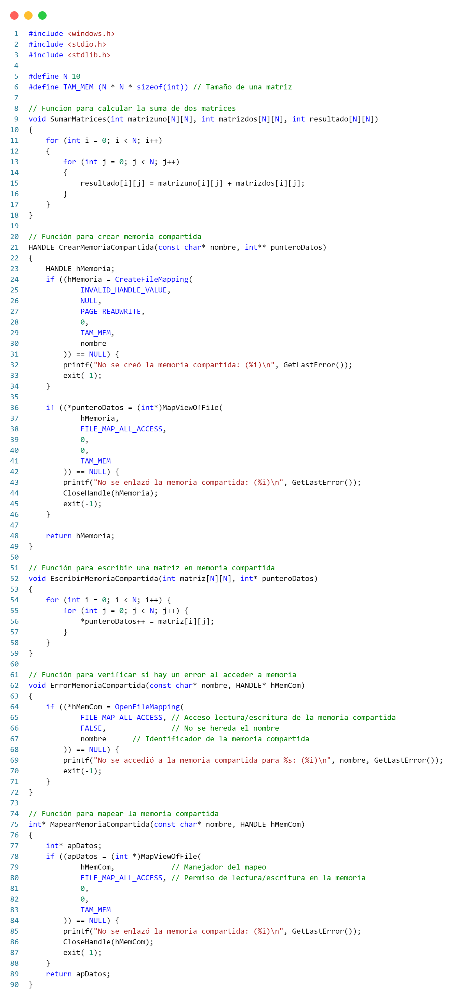 1 #include <windows.h>
2 #include <stdio.h>
3 #include <stdlib.h>
4
5 #define N 10
6 #define TAM_MEM (N * N * sizeof(int)) // Tamaño de una matriz
7
8 // Funcion para calcular la suma de dos matrices
9 void SumarMatrices(int matrizuno[N][N], int matrizdos[N][N], int resultado[N][N])
10 {
11     for (int i = 0; i < N; i++)
12     {
13         for (int j = 0; j < N; j++)
14         {
15             resultado[i][j] = matrizuno[i][j] + matrizdos[i][j];
16         }
17     }
18 }
19
20 // Función para crear memoria compartida
21 HANDLE CrearMemoriaCompartida(const char* nombre, int** punteroDatos)
22 {
23     HANDLE hMemoria;
24     if ((hMemoria = CreateFileMapping(
25             INVALID_HANDLE_VALUE,
26             NULL,
27             PAGE_READWRITE,
28             0,
29             TAM_MEM,
30             nombre
31         )) == NULL) {
32         printf("No se creó la memoria compartida: (%i)\n", GetLastError());
33         exit(-1);
34     }
35
36     if ((*punteroDatos = (int*)MapViewOfFile(
37             hMemoria,
38             FILE_MAP_ALL_ACCESS,
39             0,
40             0,
41             TAM_MEM
42         )) == NULL) {
43         printf("No se enlazó la memoria compartida: (%i)\n", GetLastError());
44         CloseHandle(hMemoria);
45         exit(-1);
46     }
47
48     return hMemoria;
49 }
50
51 // Función para escribir una matriz en memoria compartida
52 void EscribirMemoriaCompartida(int matriz[N][N], int* punteroDatos)
53 {
54     for (int i = 0; i < N; i++) {
55         for (int j = 0; j < N; j++) {
56             *punteroDatos++ = matriz[i][j];
57         }
58     }
59 }
60
61 // Función para verificar si hay un error al acceder a memoria
62 void ErrorMemoriaCompartida(const char* nombre, HANDLE* hMemCom)
63 {
64     if ((*hMemCom = OpenFileMapping(
65             FILE_MAP_ALL_ACCESS, // Acceso lectura/escritura de la memoria compartida
66             FALSE,               // No se hereda el nombre
67             nombre      // Identificador de la memoria compartida
68         )) == NULL) {
69         printf("No se accedió a la memoria compartida para %s: (%i)\n", nombre, GetLastError());
70         exit(-1);
71     }
72 }
73
74 // Función para mapear la memoria compartida
75 int* MapearMemoriaCompartida(const char* nombre, HANDLE hMemCom)
76 {
77     int* apDatos;
78     if ((apDatos = (int *)MapViewOfFile(
79             hMemCom,             // Manejador del mapeo
80             FILE_MAP_ALL_ACCESS, // Permiso de lectura/escritura en la memoria
81             0,
82             0,
83             TAM_MEM
84         )) == NULL) {
85         printf("No se enlazó la memoria compartida: (%i)\n", GetLastError());
86         CloseHandle(hMemCom);
87         exit(-1);
88     }
89     return apDatos;
90 }